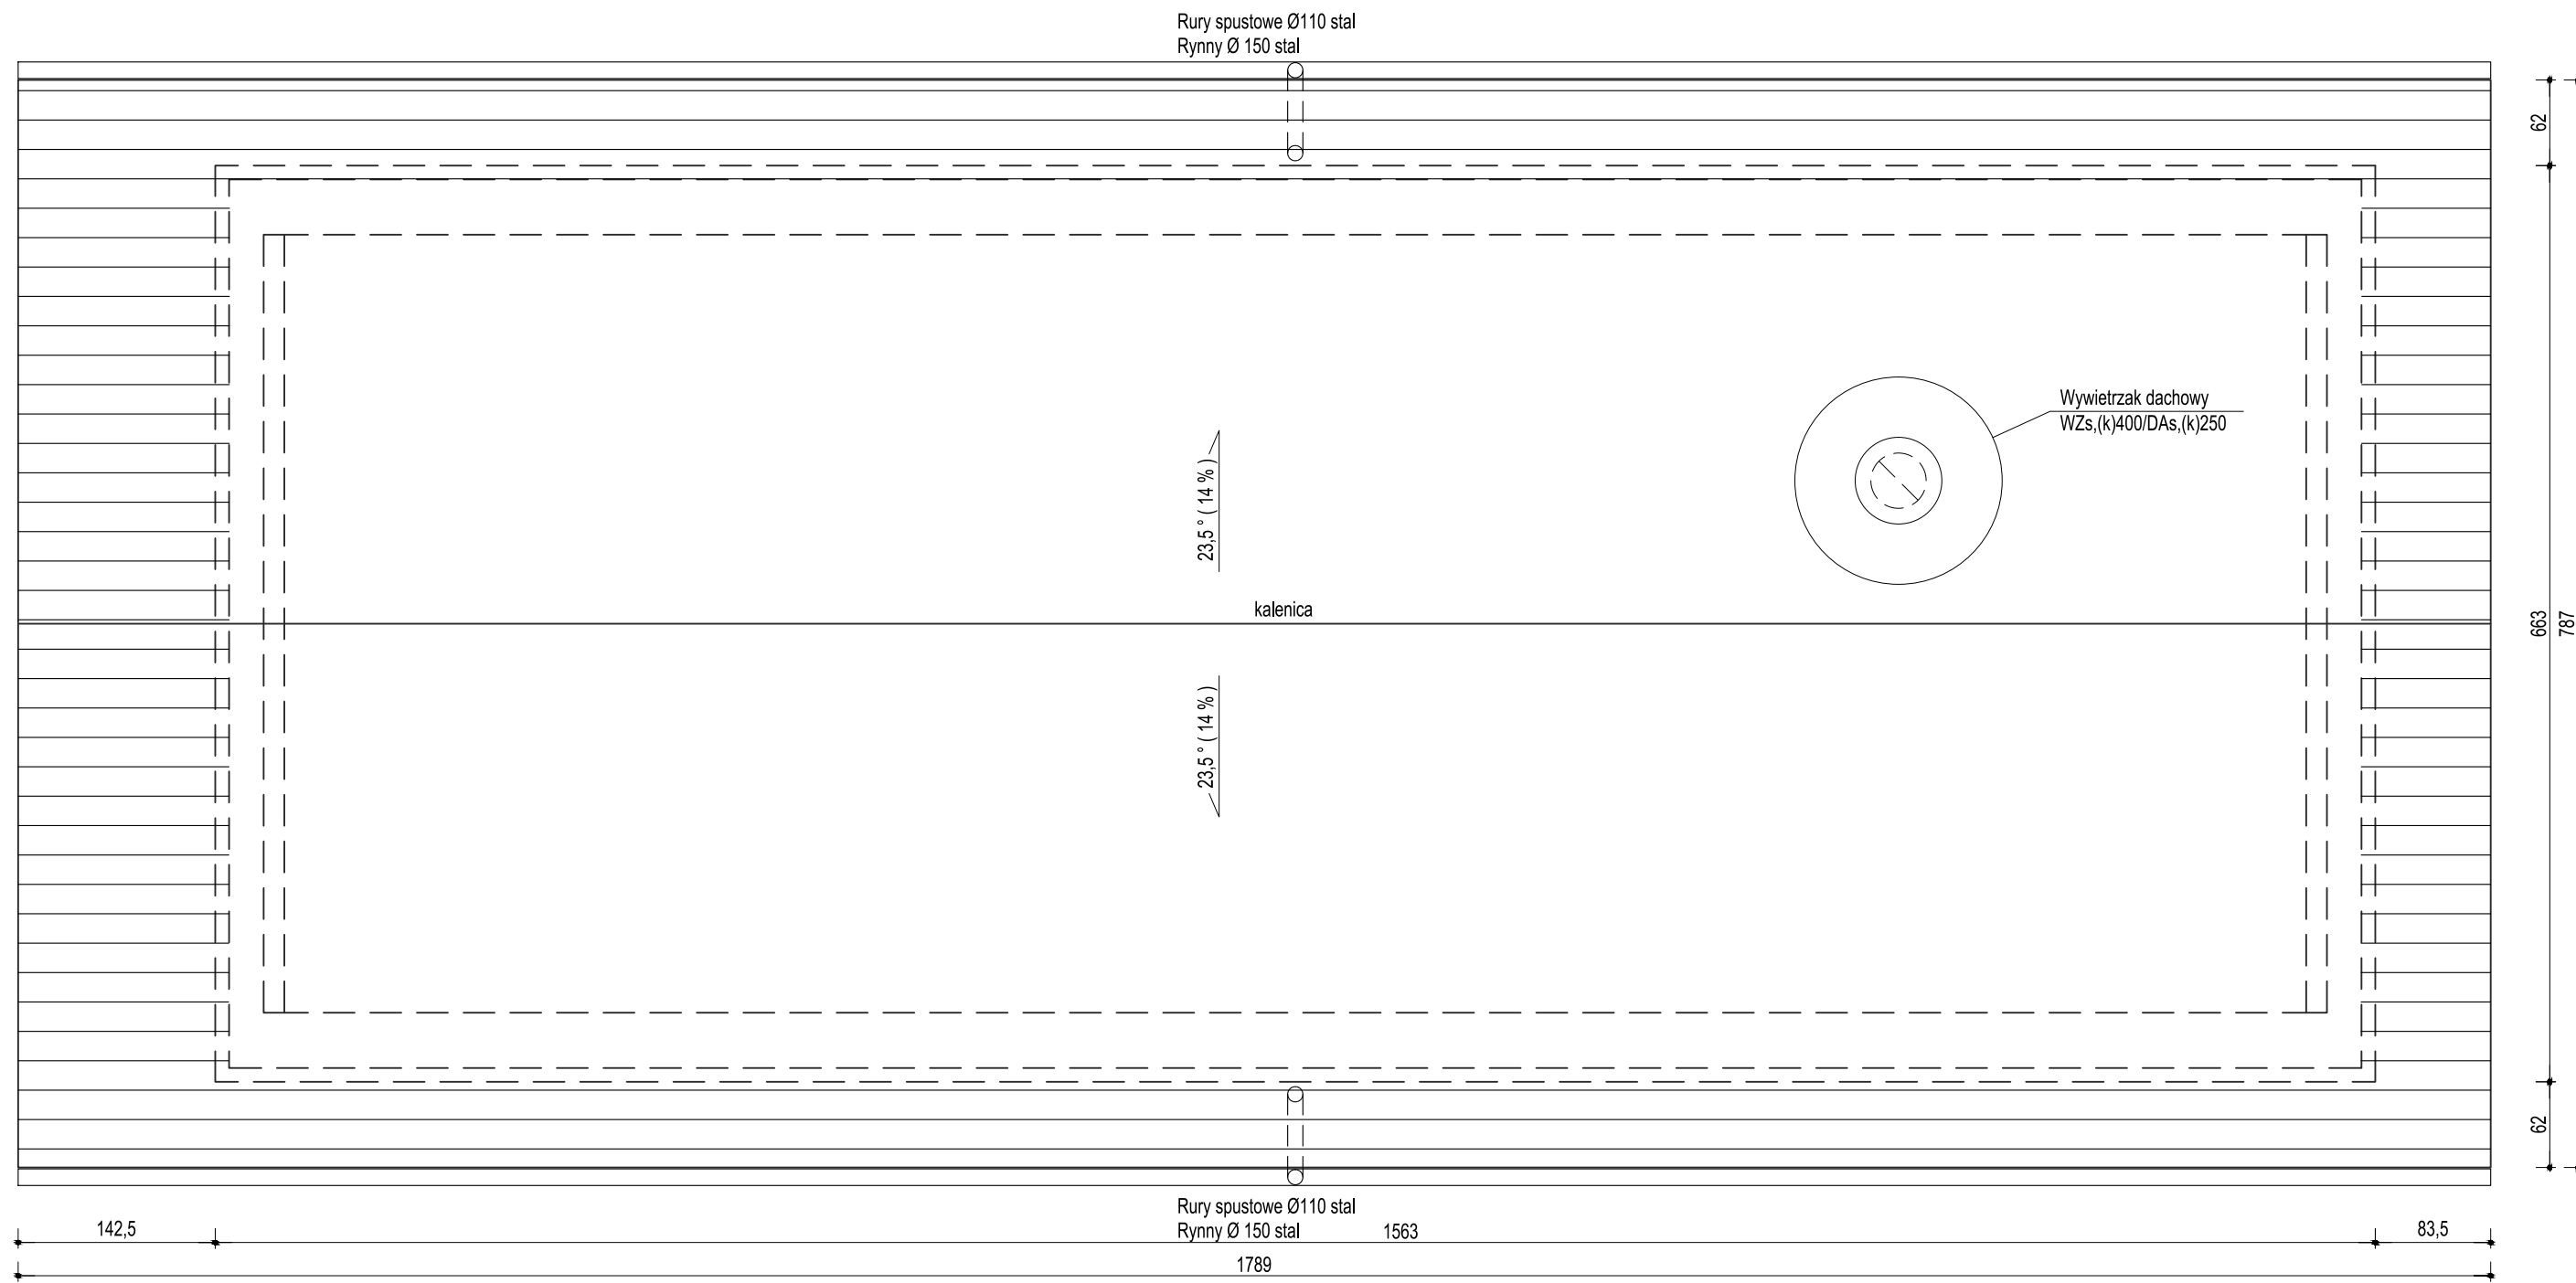 Rury spustowe Ø110 stal
Rynny Ø 150 stal
62
Wywietrzak dachowy
WZs,(k)400/DAs,(k)250
23,5 ° ( 14 % )
kalenica
663
787
23,5 ° ( 14 % )
62
Rury spustowe Ø110 stal
Rynny Ø 150 stal
142,5
1563
83,5
1789